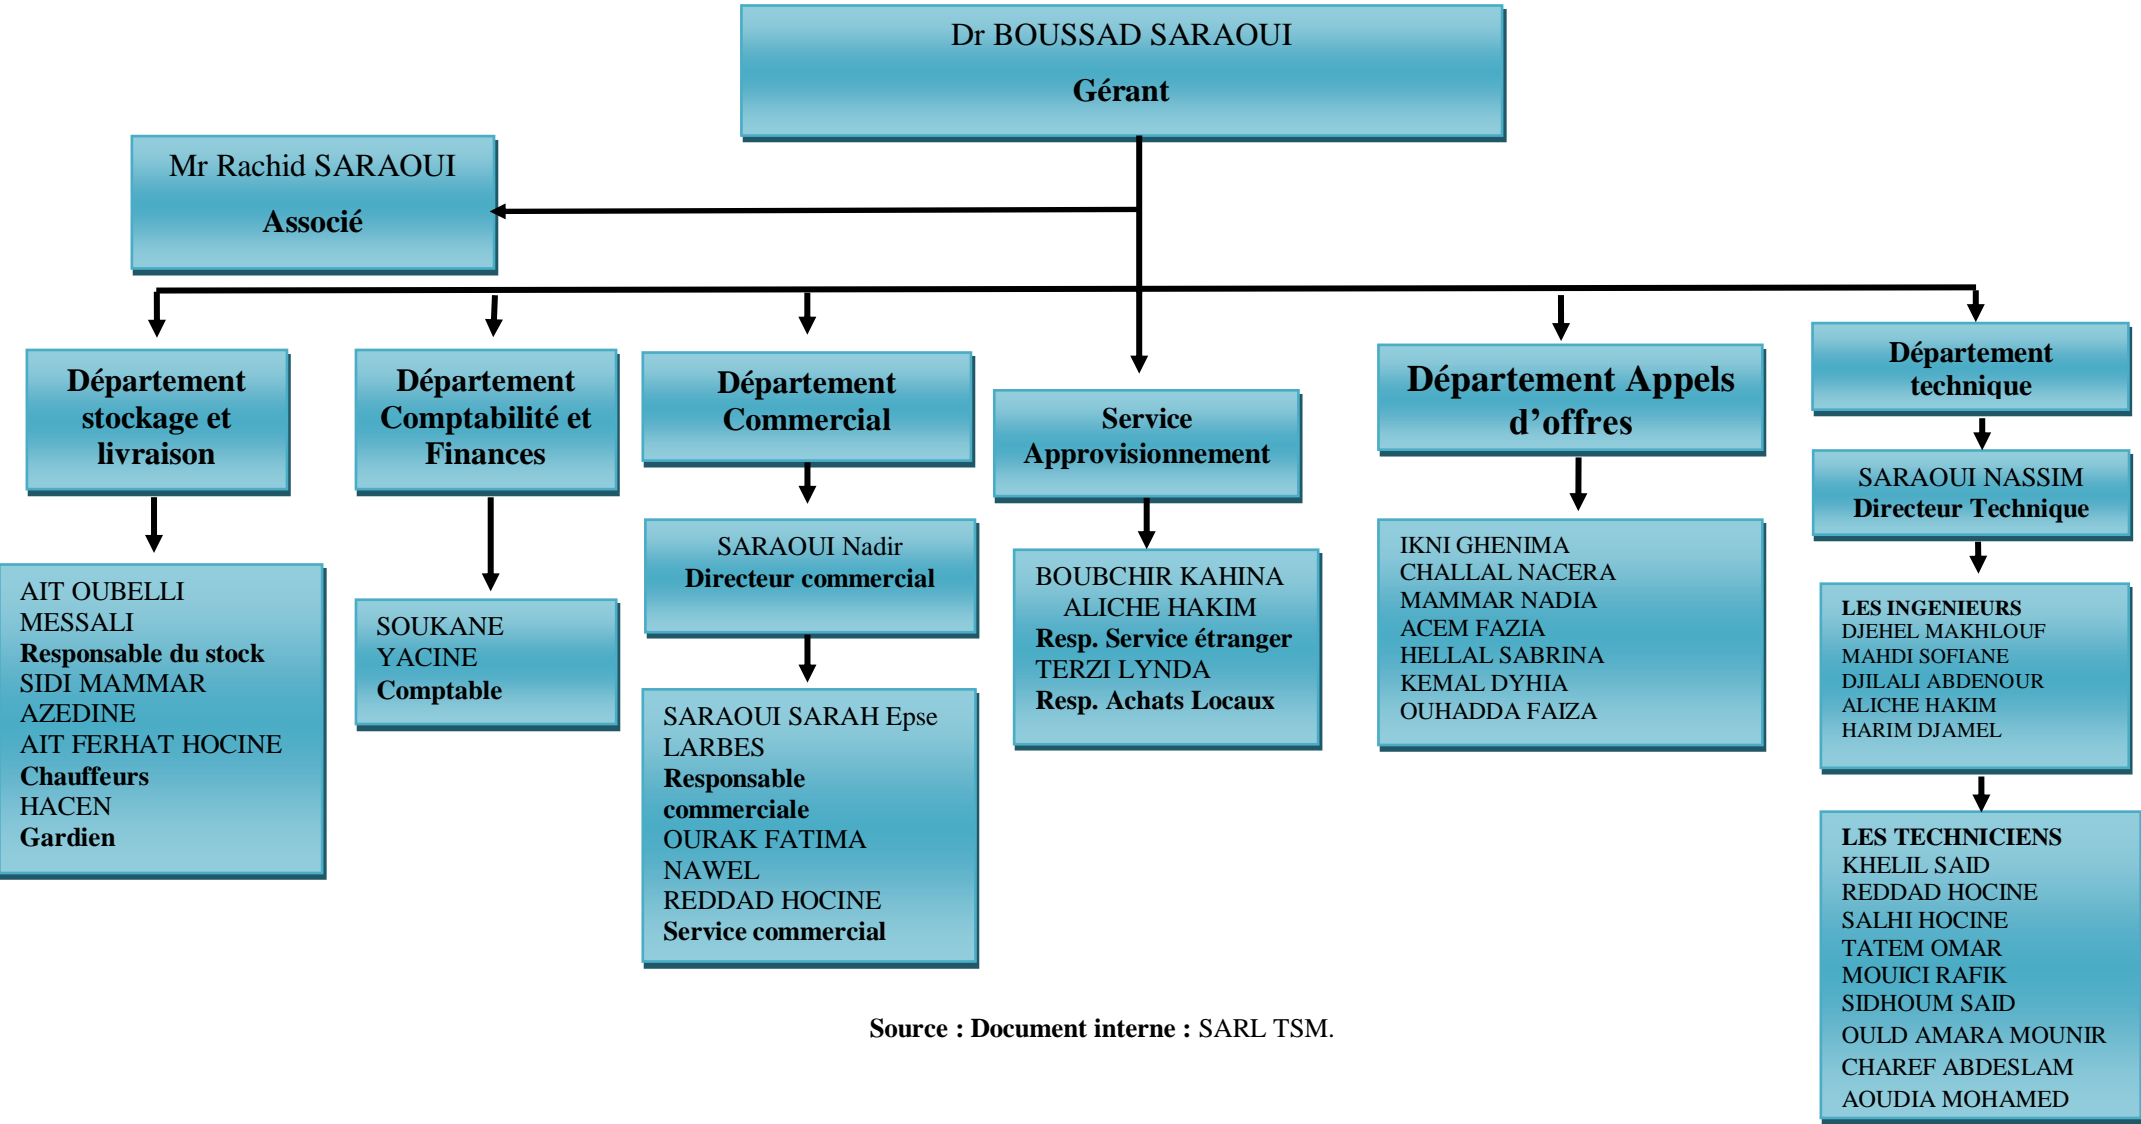 Dr BOUSSAD SARAOUI
Gérant
Mr Rachid SARAOUI
Associé
Département
stockage et
livraison
Département
Comptabilité et
Finances
Département
Commercial
Service
Approvisionnement
Département Appels
d’offres
Département
technique
AIT OUBELLI
MESSALI
Responsable du stock
SIDI MAMMAR
AZEDINE
AIT FERHAT HOCINE
Chauffeurs
HACEN
Gardien
SOUKANE
YACINE
Comptable
SARAOUI Nadir
Directeur commercial
SARAOUI SARAH Epse
LARBES
Responsable
commerciale
OURAK FATIMA
NAWEL
REDDAD HOCINE
Service commercial
BOUBCHIR KAHINA
ALICHE HAKIM
Resp. Service étranger
TERZI LYNDA
Resp. Achats Locaux
IKNI GHENIMA
CHALLAL NACERA
MAMMAR NADIA
ACEM FAZIA
HELLAL SABRINA
KEMAL DYHIA
OUHADDA FAIZA
SARAOUI NASSIM
Directeur Technique
LES INGENIEURS
DJEHEL MAKHLOUF
MAHDI SOFIANE
DJILALI ABDENOUR
ALICHE HAKIM
HARIM DJAMEL
LES TECHNICIENS
KHELIL SAID
REDDAD HOCINE
SALHI HOCINE
TATEM OMAR
MOUICI RAFIK
SIDHOUM SAID
OULD AMARA MOUNIR
CHAREF ABDESLAM
AOUDIA MOHAMED
Source : Document interne : SARL TSM.